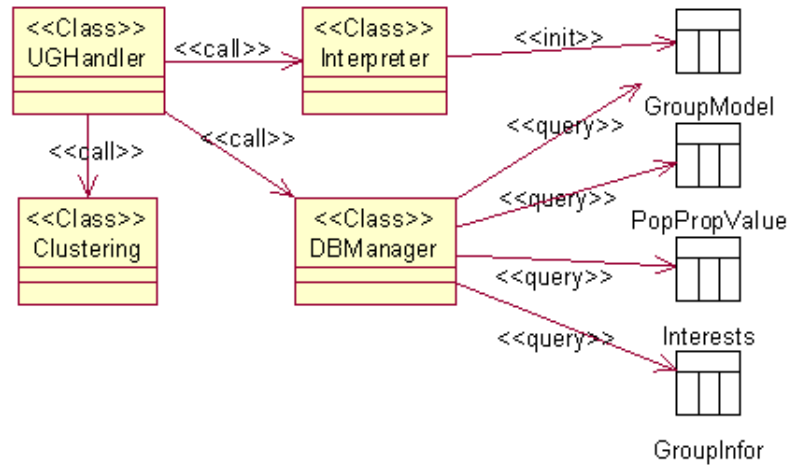 <<Class>>
UGHandler
<<call>>
<<Class>>
Interpreter
<<init>>
GroupModel
<<call>>
<<call>>
<<query>>
<<Class>>
Clustering
<<Class>>
DBManager
<<query>>
PopPropValue
<<query>>
<<query>>
Interests
GroupInfor